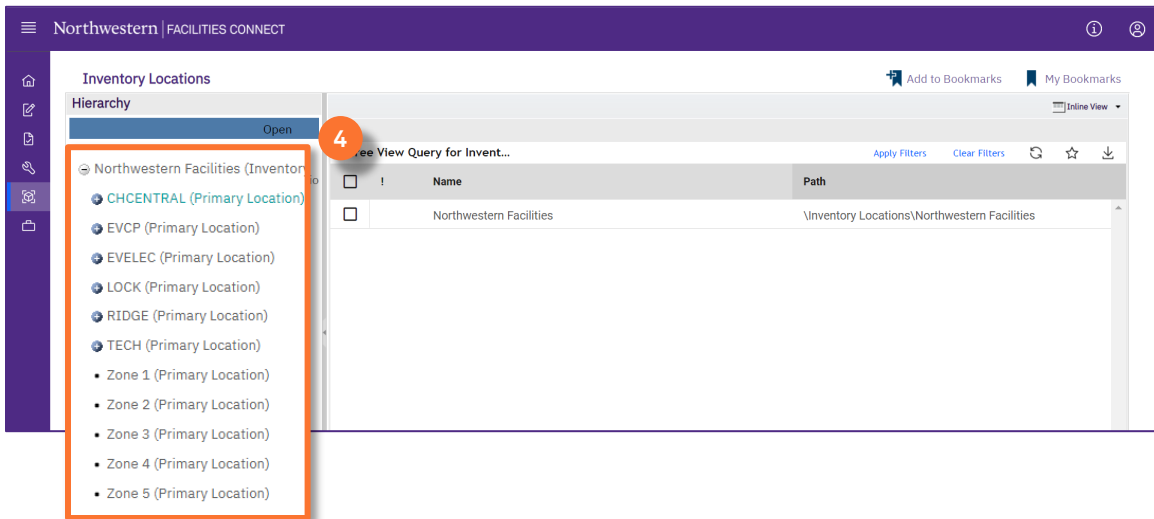 Northwestern | FACILITIES CONNECT
Inventory Locations
Add to Bookmarks
My Bookmarks
Hierarchy
Inline View
Open
4
ree View Query for Invent...
Apply Filters
Clear Filters
Northwestern Facilities (Inventory
io
! Name Path
CHCENTRAL (Primary Location)
Northwestern Facilities \Inventory Locations\Northwestern Facilities
EVCP (Primary Location)
EVELEC (Primary Location)
LOCK (Primary Location)
RIDGE (Primary Location)
TECH (Primary Location)
• Zone 1 (Primary Location)
• Zone 2 (Primary Location)
• Zone 3 (Primary Location)
• Zone 4 (Primary Location)
• Zone 5 (Primary Location)